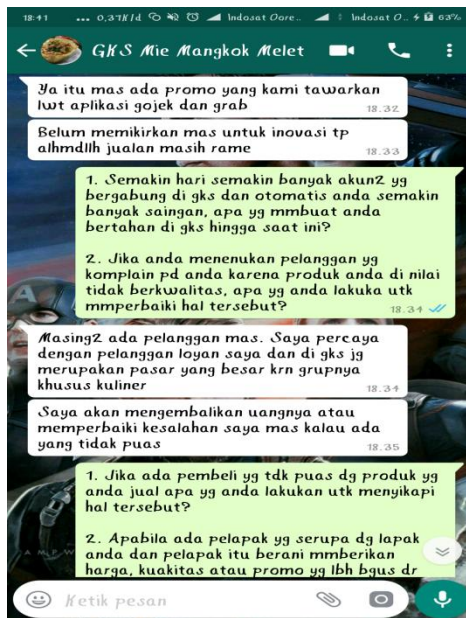 18:41 ... 0,37K/d Indosat Oore.. Indosat O.. 63%
GKS Mie Mangkok Melet
Ya itu mas ada promo yang kami tawarkan
lwt aplikasi gojek dan grab
18.32
Belum memikirkan mas untuk inovasi tp
alhmdllh jualan masih rame
18.33
1. Semakin hari semakin banyak akun2 yg
bergabung di gks dan otomatis anda semakin
banyak saingan, apa yg mmbuat anda
bertahan di gks hingga saat ini?
2. Jika anda menenukan pelanggan yg
komplain pd anda karena produk anda di nilai
tidak berkwalitas, apa yg anda lakuka utk
mmperbaiki hal tersebut?
18.34
Masing2 ada pelanggan mas. Saya percaya
dengan pelanggan loyan saya dan di gks jg
merupakan pasar yang besar krn grupnya
khusus kuliner
18.34
Saya akan mengembalikan uangnya atau
memperbaiki kesalahan saya mas kalau ada
yang tidak puas
18.35
1. Jika ada pembeli yg tdk puas dg produk yg
anda jual apa yg anda lakukan utk menyikapi
hal tersebut?
2. Apabila ada pelapak yg serupa dg lapak
anda dan pelapak itu berani mmberikan
harga, kuakitas atau promo yg lbh bgus dr
Ketik pesan